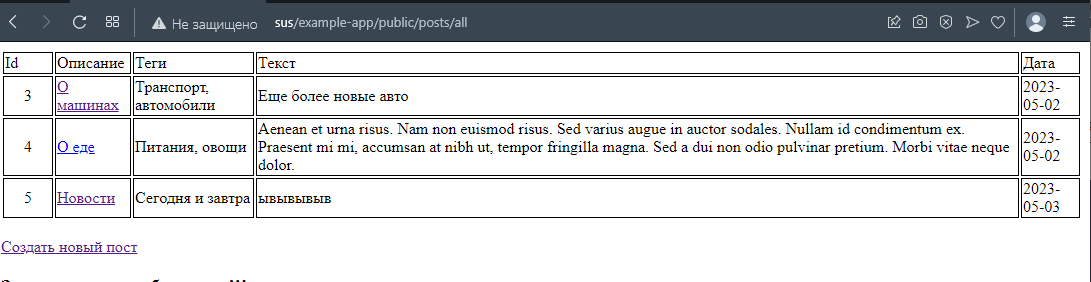 Не защищено sus/example-app/public/posts/all
Id Описание Теги Текст Дата
3 О машинах Транспорт, автомобили Еще более новые авто 2023-05-02
4 О еде Питания, овощи Aenean et urna risus. Nam non euismod risus. Sed varius augue in auctor sodales. Nullam id condimentum ex.
Praesent mi mi, accumsan at nibh ut, tempor fringilla magna. Sed a dui non odio pulvinar pretium. Morbi vitae neque
dolor. 2023-05-02
5 Новости Сегодня и завтра ывывывыв 2023-05-03
Создать новый пост